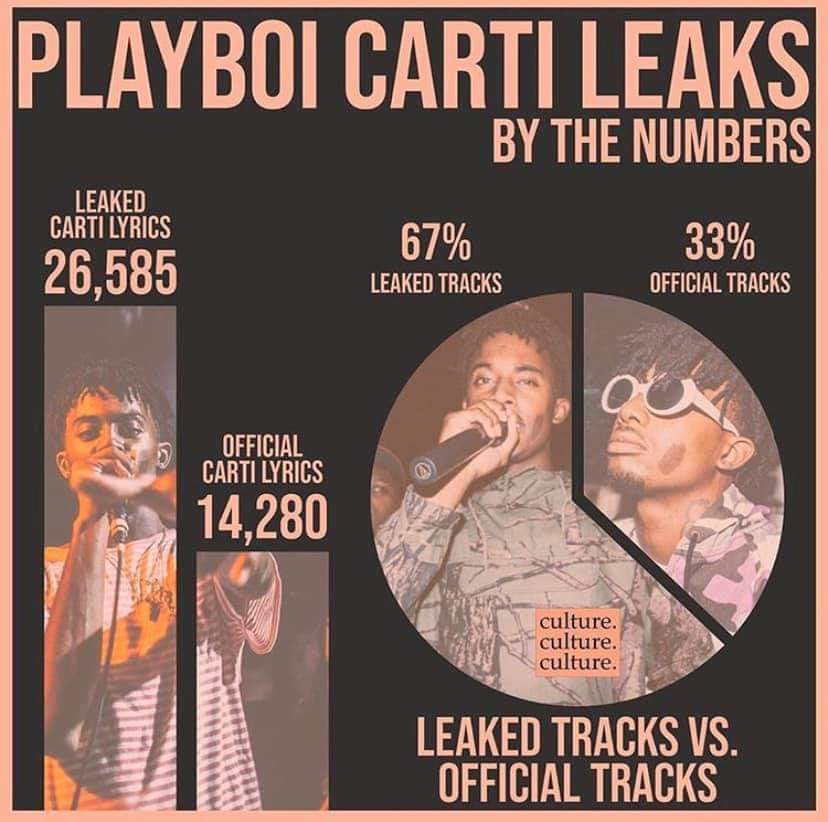 PLAYBOI CARTI LEAKS
BY THE NUMBERS
LEAKED
CARTI LYRICS
26,585
OFFICIAL
CARTI LYRICS
14,280
67%
LEAKED TRACKS
33%
OFFICIAL TRACKS
culture.
culture.
culture.
LEAKED TRACKS VS.
OFFICIAL TRACKS